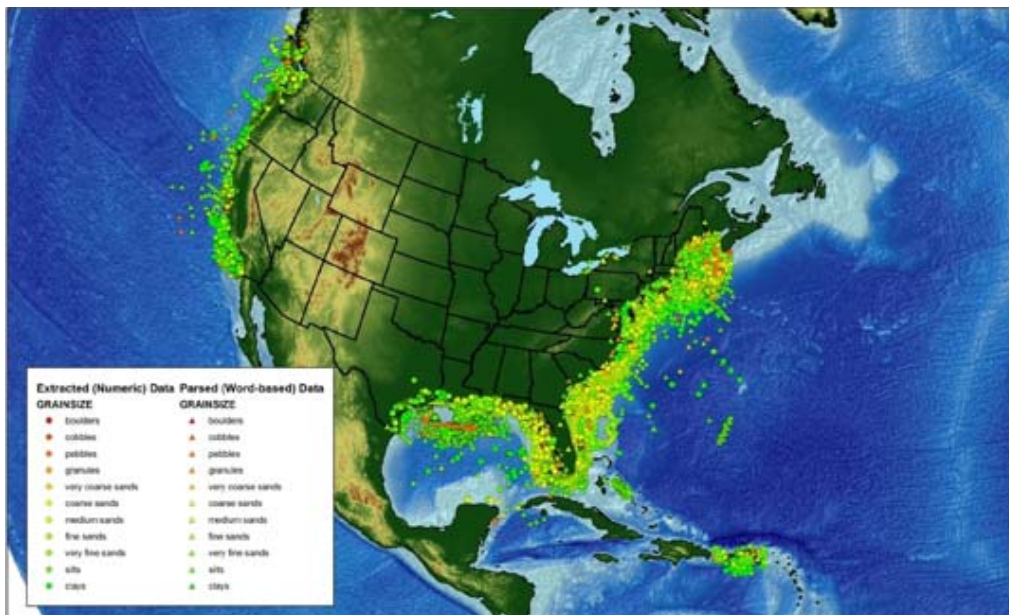 Extracted (Numeric) Data Parsed (Word-based) Data
GRAINSIZE GRAINSIZE
boulders boulders
cobbles cobbles
pebbles pebbles
granules granules
very coarse sands very coarse sands
coarse sands coarse sands
medium sands medium sands
fine sands fine sands
very fine sands very fine sands
silts silts
clays clays